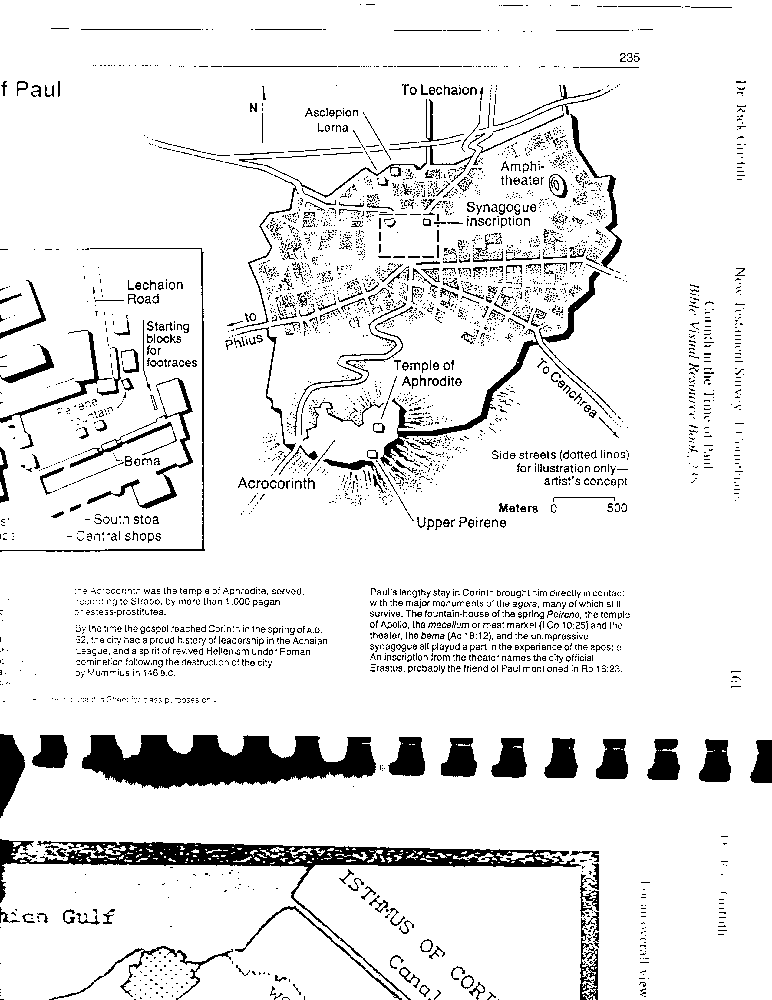 235
f Paul
N
To Lechaion
Asclepion
Lerna
Amphi-
theater
Synagogue
inscription
to
Phlius
Temple of
Aphrodite
To Cenchrea
Acrocorinth
Upper Peirene
Side streets (dotted lines)
for illustration only—
artist's concept
Meters 0 500
Lechaion
Road
Starting
blocks
for
footraces
Bema
– South stoa
– Central shops
the Acrocorinth was the temple of Aphrodite, served,
according to Strabo, by more than 1,000 pagan
priestess-prostitutes.
By the time the gospel reached Corinth in the spring of A.D.
52, the city had a proud history of leadership in the Achaian
League, and a spirit of revived Hellenism under Roman
domination following the destruction of the city
by Mummius in 146 B.C.
Paul's lengthy stay in Corinth brought him directly in contact
with the major monuments of the agora, many of which still
survive. The fountain-house of the spring Peirene, the temple
of Apollo, the macellum or meat market (I Co 10:25) and the
theater, the bema (Ac 18:12), and the unimpressive
synagogue all played a part in the experience of the apostle.
An inscription from the theater names the city official
Erastus, probably the friend of Paul mentioned in Ro 16:23.
reproduce this Sheet for class purposes only
Dr. Rick Griffith
New Testament Survey: 1 Corinthians
161
Corinth in the Time of Paul
Bible Visual Resource Book, 235
Gulf
ISTHMUS OF
Canal
Griffith
For an overall view,